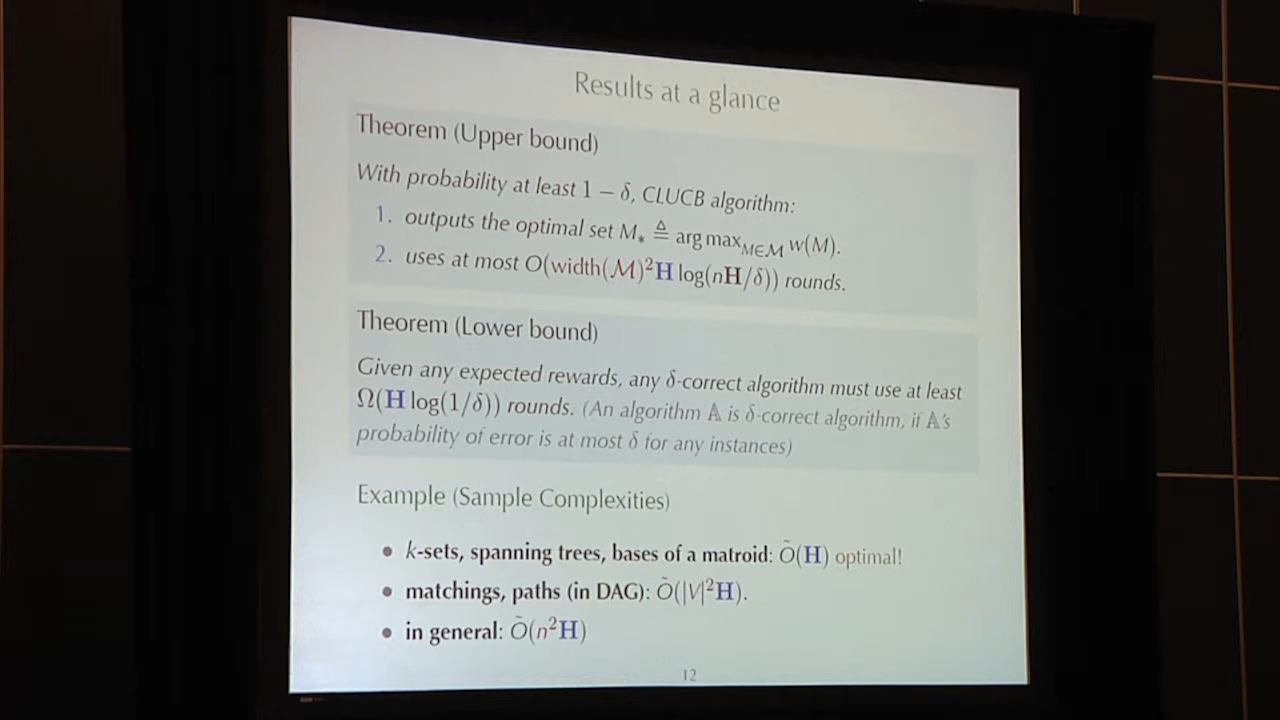 Results at a glance
Theorem (Upper bound)
With probability at least 1 − δ, CLUCB algorithm:
1. outputs the optimal set M∗ ≜ arg max_{M∈ℳ} w(M).
2. uses at most O(width(ℳ)²H log(nH/δ)) rounds.
Theorem (Lower bound)
Given any expected rewards, any δ-correct algorithm must use at least
Ω(H log(1/δ)) rounds. (An algorithm 𝔸 is δ-correct algorithm, if 𝔸's
probability of error is at most δ for any instances)
Example (Sample Complexities)
• k-sets, spanning trees, bases of a matroid: Õ(H) optimal!
• matchings, paths (in DAG): Õ(|V|²H).
• in general: Õ(n²H)
12